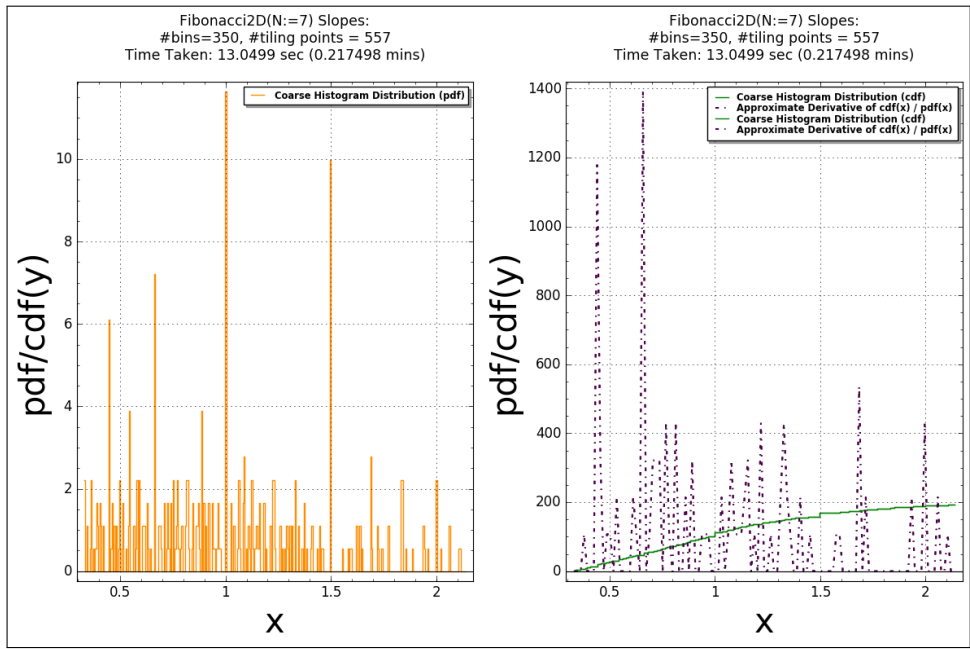 Fibonacci2D(N:=7) Slopes:
#bins=350, #tiling points = 557
Time Taken: 13.0499 sec (0.217498 mins)
Coarse Histogram Distribution (pdf)
10
8
6
4
2
0
0.5
1
1.5
2
pdf/cdf(y)
x
Fibonacci2D(N:=7) Slopes:
#bins=350, #tiling points = 557
Time Taken: 13.0499 sec (0.217498 mins)
Coarse Histogram Distribution (cdf)
Approximate Derivative of cdf(x) / pdf(x)
Coarse Histogram Distribution (cdf)
Approximate Derivative of cdf(x) / pdf(x)
1400
1200
1000
800
600
400
200
0
0.5
1
1.5
2
pdf/cdf(y)
x